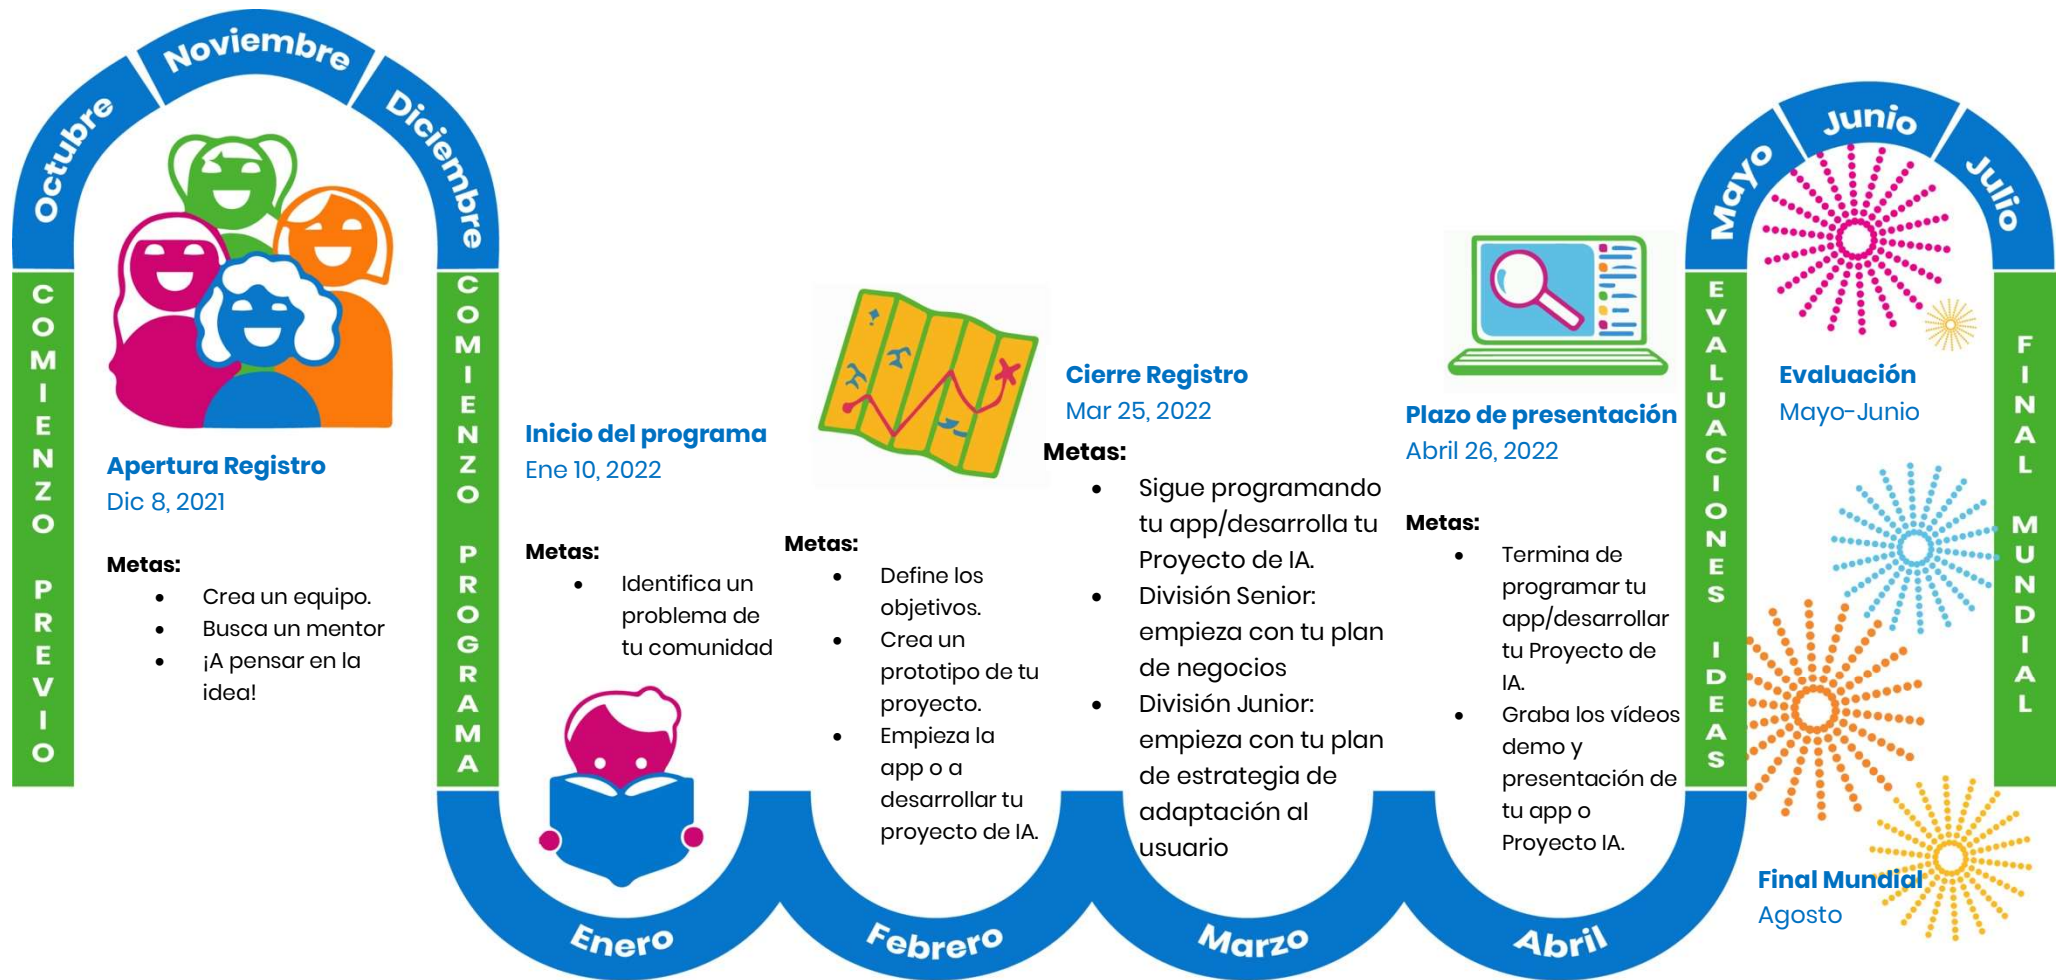 Octubre
Noviembre
Diciembre
COMIENZO PREVIO
Apertura Registro
Dic 8, 2021
Metas:
• Crea un equipo.
• Busca un mentor
• ¡A pensar en la
idea!
COMIENZO PROGRAMA
Inicio del programa
Ene 10, 2022
Metas:
• Identifica un
problema de
tu comunidad
Enero
Metas:
• Define los
objetivos.
• Crea un
prototipo de tu
proyecto.
• Empieza la
app o a
desarrollar tu
proyecto de IA.
Febrero
Cierre Registro
Mar 25, 2022
Metas:
• Sigue programando
tu app/desarrolla tu
Proyecto de IA.
• División Senior:
empieza con tu plan
de negocios
• División Junior:
empieza con tu plan
de estrategia de
adaptación al
usuario
Marzo
Plazo de presentación
Abril 26, 2022
Metas:
• Termina de
programar tu
app/desarrollar
tu Proyecto de
IA.
• Graba los vídeos
demo y
presentación de
tu app o
Proyecto IA.
Abril
EVALUACIONES IDEAS
Mayo
Junio
Julio
Evaluación
Mayo-Junio
FINAL MUNDIAL
Final Mundial
Agosto